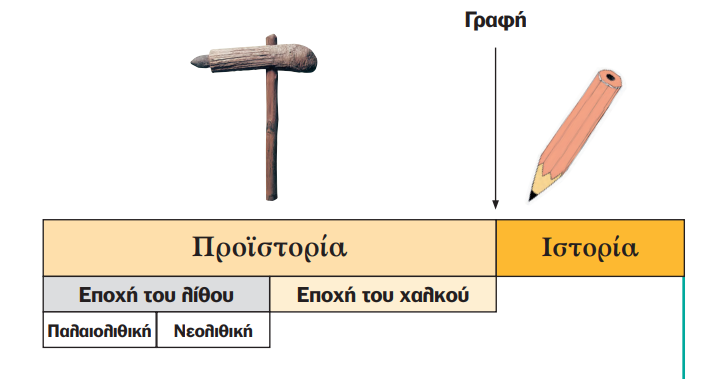 Γραφή
Προϊστορία Ιστορία
Εποχή του λίθου Εποχή του χαλκού
Παλαιολιθική Νεολιθική